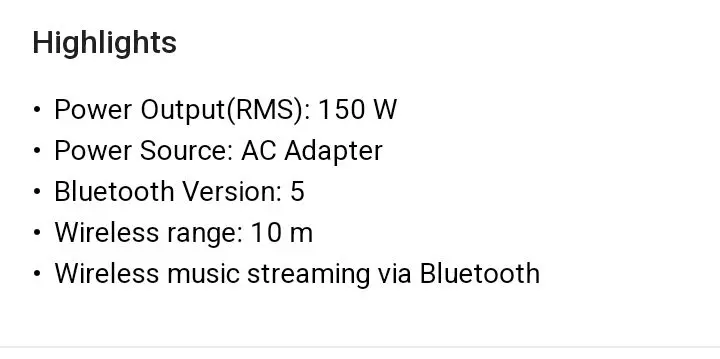 Highlights
• Power Output(RMS): 150 W
• Power Source: AC Adapter
• Bluetooth Version: 5
• Wireless range: 10 m
• Wireless music streaming via Bluetooth